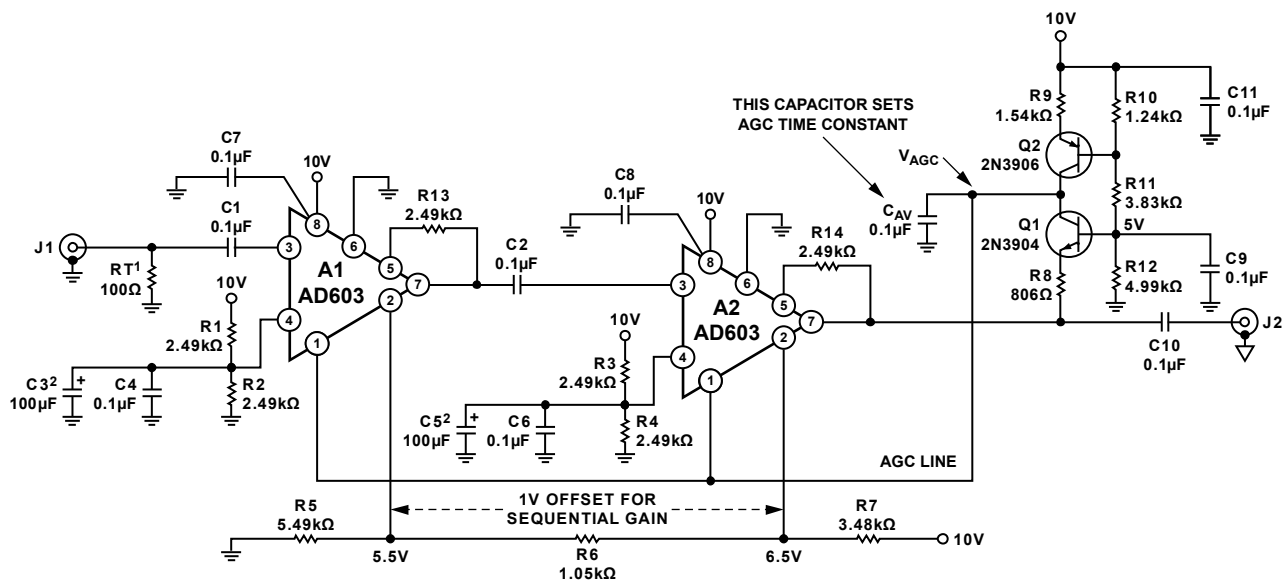 10V
THIS CAPACITOR SETS
AGC TIME CONSTANT
R9
1.54kΩ
R10
1.24kΩ
C11
0.1µF
Q2
2N3906
VAGC
C7
0.1µF
10V
R13
2.49kΩ
C8
0.1µF
10V
CAV
0.1µF
R11
3.83kΩ
Q1
2N3904
5V
R14
2.49kΩ
C1
0.1µF
J1
RT¹
100Ω
3
8
6
5
7
2
4
1
A1
AD603
C2
0.1µF
3
8
6
5
7
2
4
1
A2
AD603
R8
806Ω
R12
4.99kΩ
C9
0.1µF
J2
C10
0.1µF
10V
R1
2.49kΩ
C3²
+
100µF
C4
0.1µF
R2
2.49kΩ
10V
R3
2.49kΩ
C5²
+
100µF
C6
0.1µF
R4
2.49kΩ
AGC LINE
1V OFFSET FOR
SEQUENTIAL GAIN
R5
5.49kΩ
5.5V
R6
1.05kΩ
6.5V
R7
3.48kΩ
10V